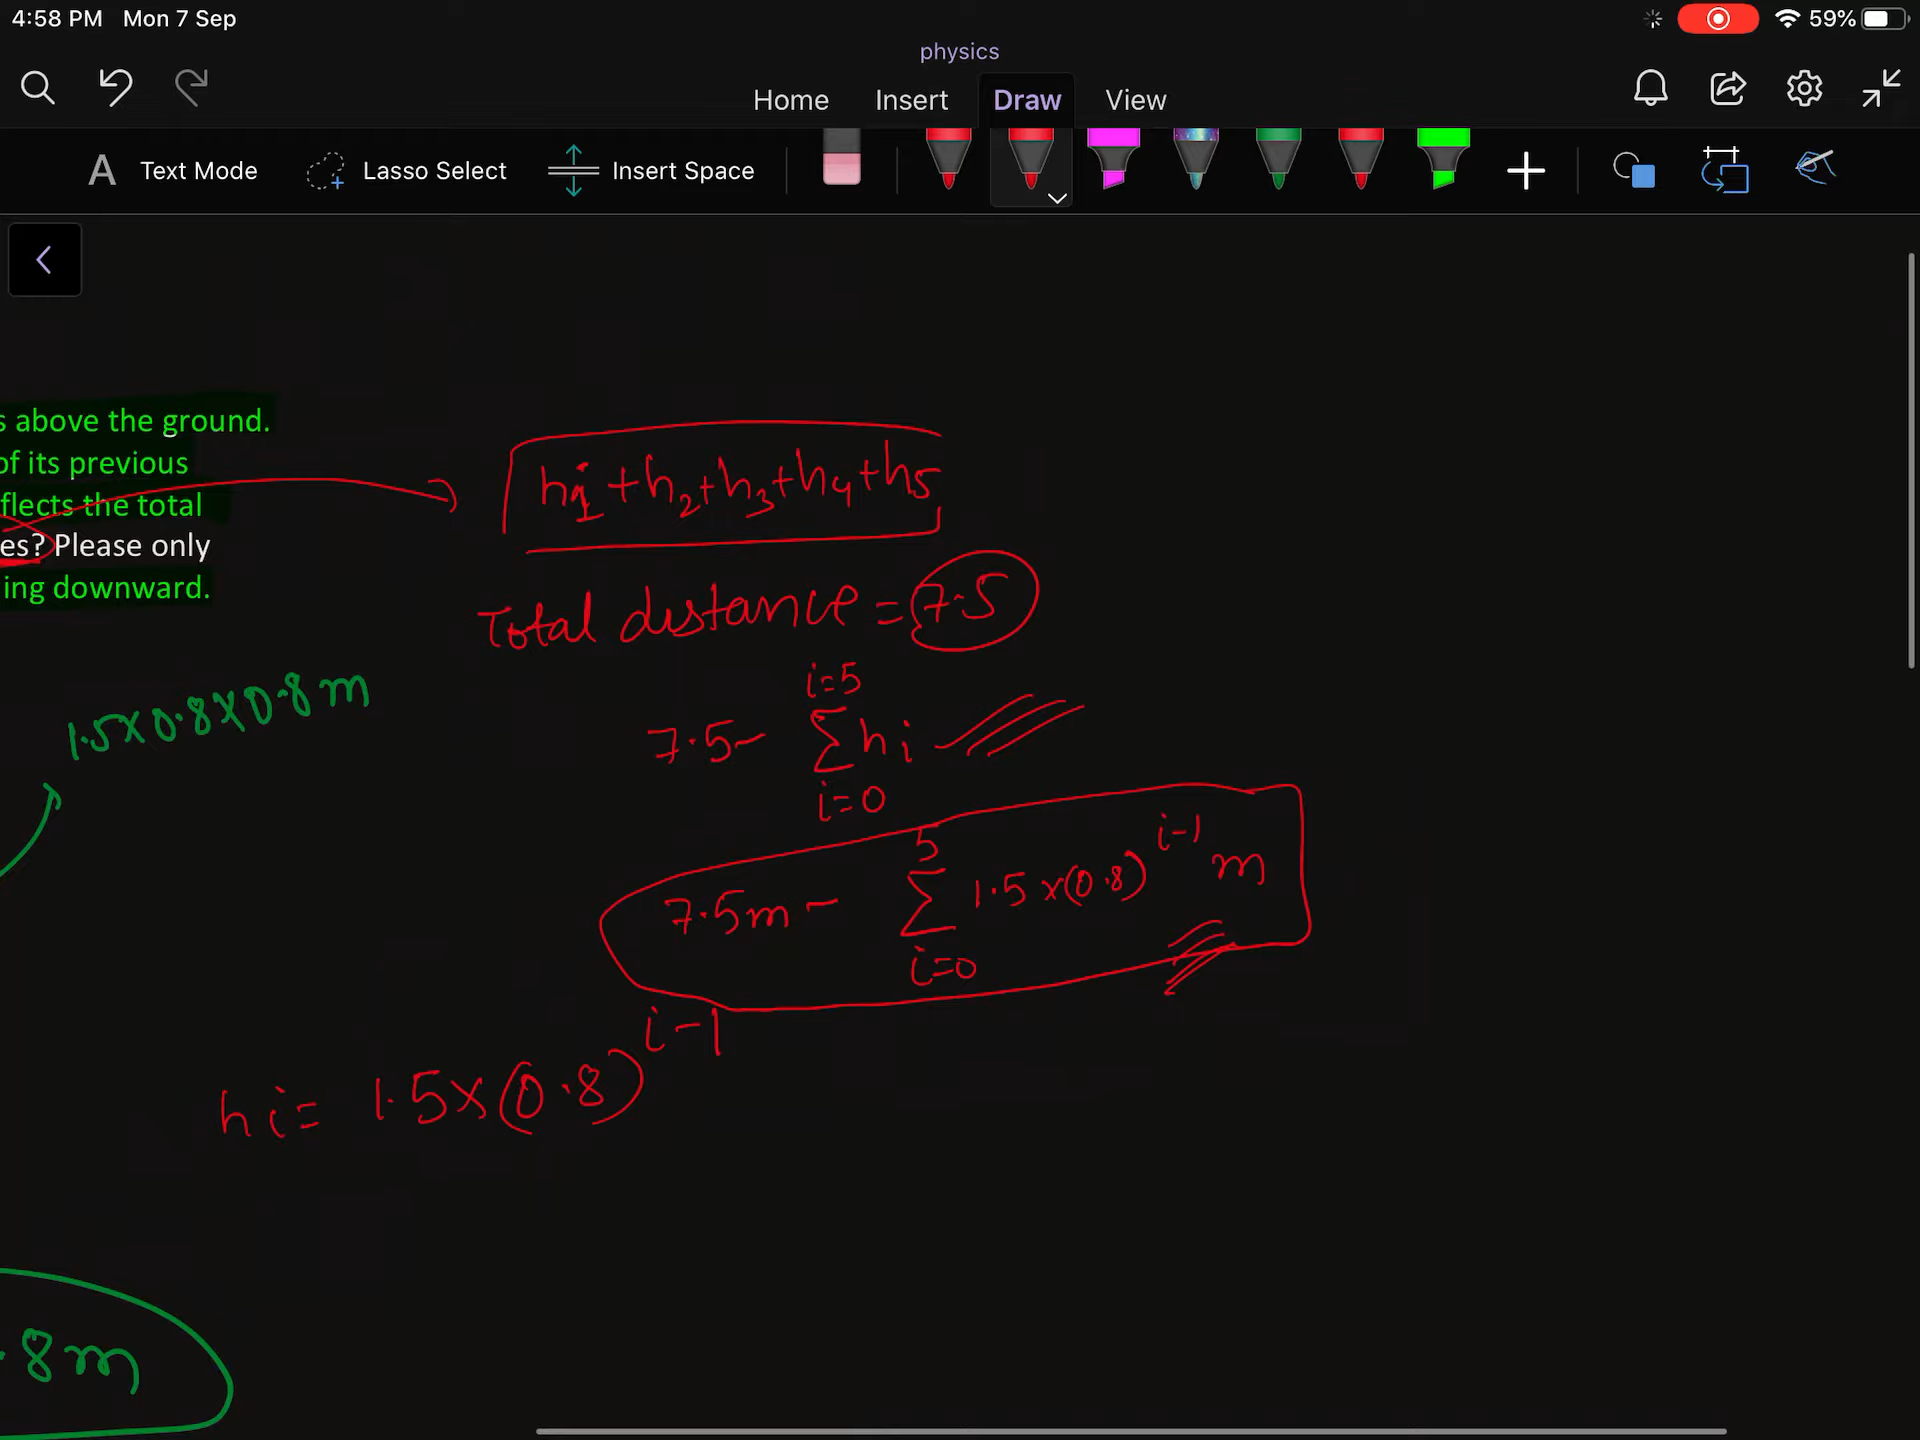 4:58 PM Mon 7 Sep
59%
physics
Home Insert Draw View
A Text Mode Lasso Select Insert Space
s above the ground.
of its previous
flects the total
es? Please only
ing downward.
h1 + h2 + h3 + h4 + h5
Total distance = 7.5
1.5×0.8×0.8m
i=5
7.5- ∑ hi
i=0
5
7.5m - ∑ 1.5×(0.8)^i-1 m
i=0
hi= 1.5×(0.8)^i-1
.8m